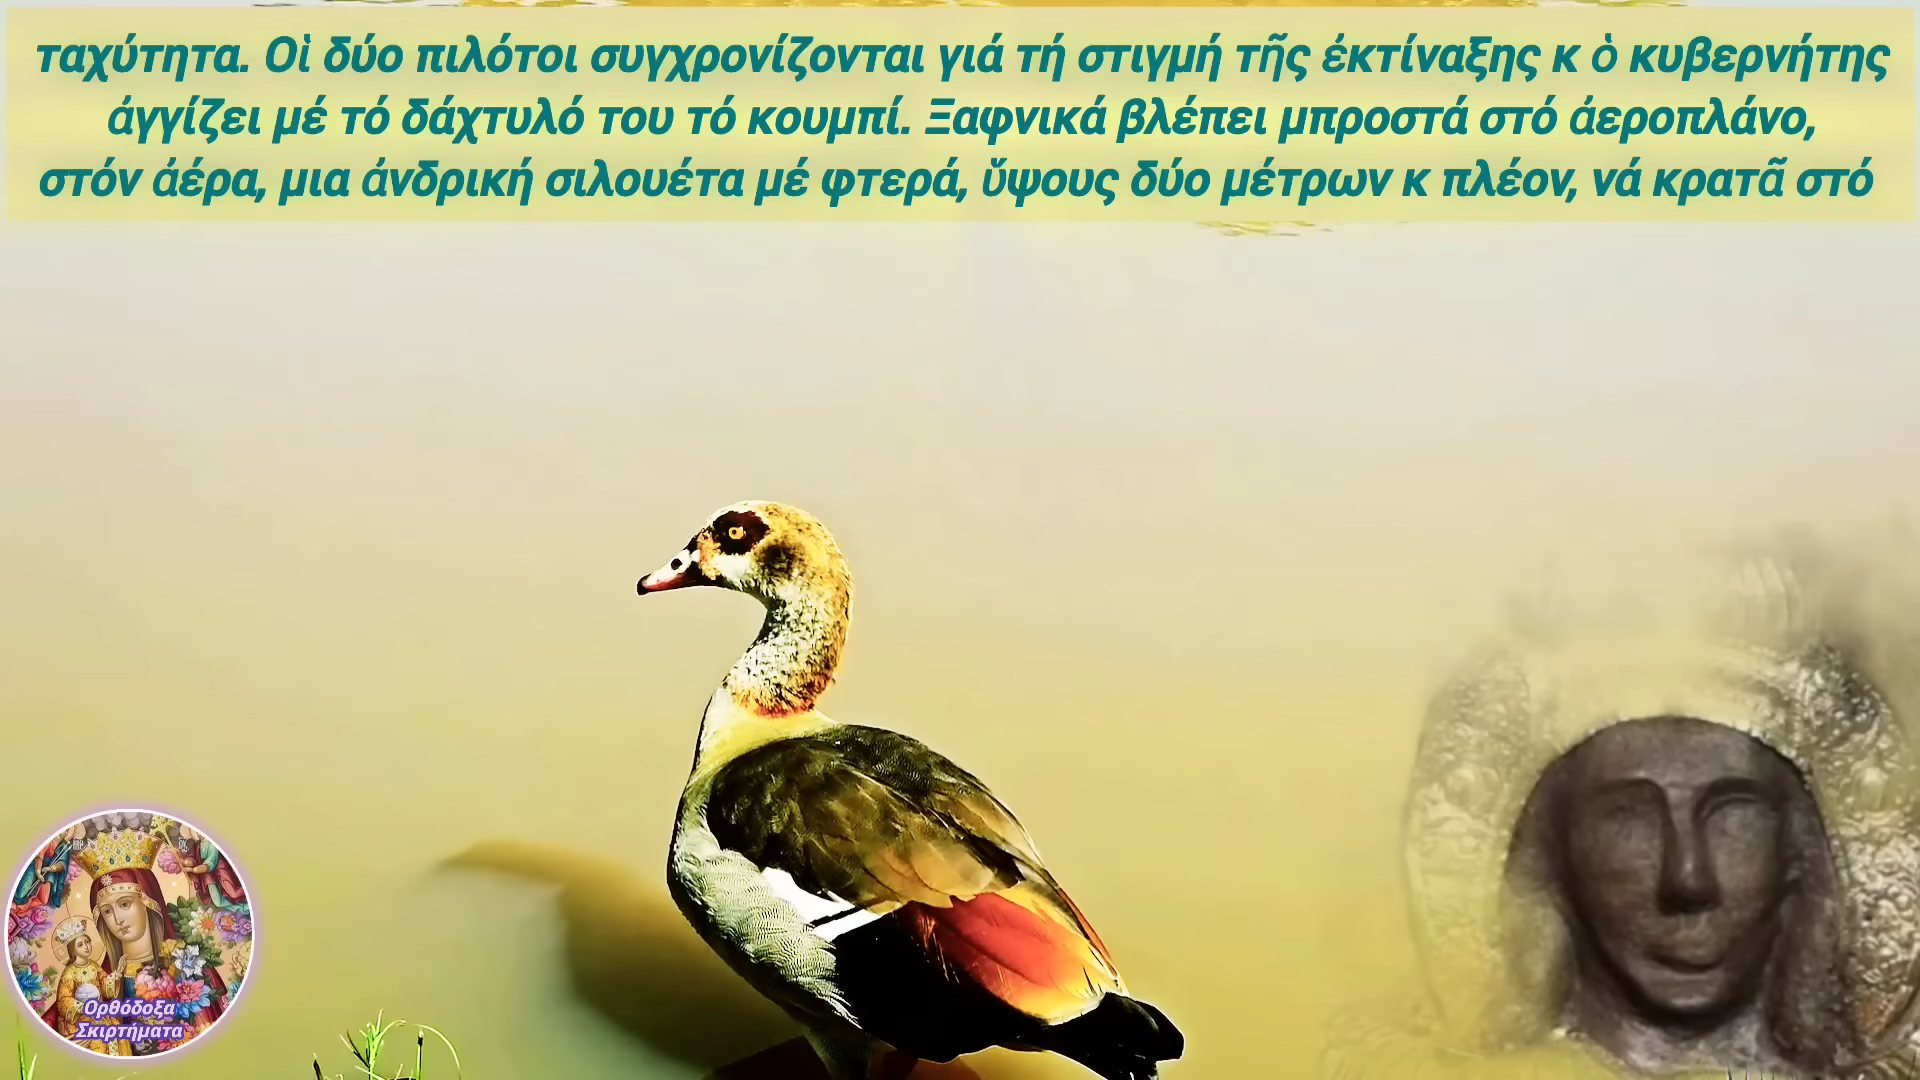 ταχύτητα. Οἱ δύο πιλότοι συγχρονίζονται γιά τή στιγμή τῆς ἐκτίναξης κ ὁ κυβερνήτης
ἀγγίζει μέ τό δάχτυλό του τό κουμπί. Ξαφνικά βλέπει μπροστά στό ἀεροπλάνο,
στόν ἀέρα, μια ἀνδρική σιλουέτα μέ φτερά, ὕψους δύο μέτρων κ πλέον, νά κρατᾶ στό
Ορθόδοξα
Σκιρτήματα